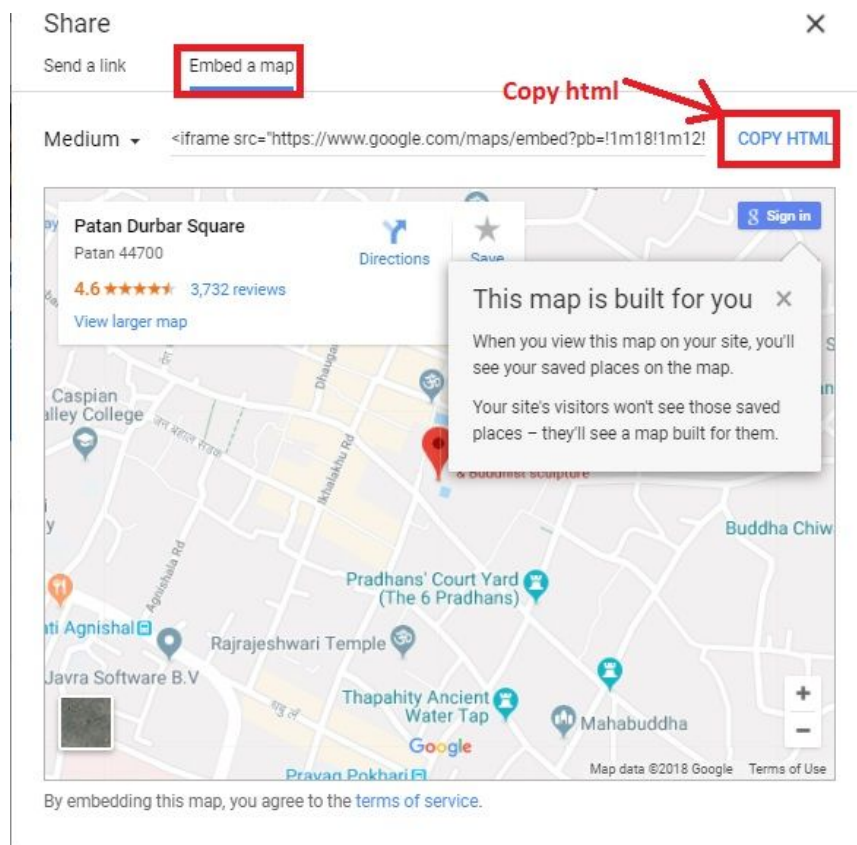 Share
Send a link
Embed a map
Copy html
Medium
<iframe src="https://www.google.com/maps/embed?pb=!1m18!1m12!
COPY HTML
Patan Durbar Square
Patan 44700
4.6
3,732 reviews
View larger map
Directions
Save
Sign in
This map is built for you
When you view this map on your site, you'll
see your saved places on the map.
Your site's visitors won't see those saved
places – they'll see a map built for them.
Caspian
alley College
Ikhalakhu Rd
& Buddhist sculpture
Buddha Chiw
Agnishala Rd
Pradhans' Court Yard
(The 6 Pradhans)
ati Agnishal
Rajrajeshwari Temple
Javra Software B.V
Thapahity Ancient
Water Tap
Mahabuddha
Google
Prayag Pokhari
Map data ©2018 Google
Terms of Use
By embedding this map, you agree to the terms of service.